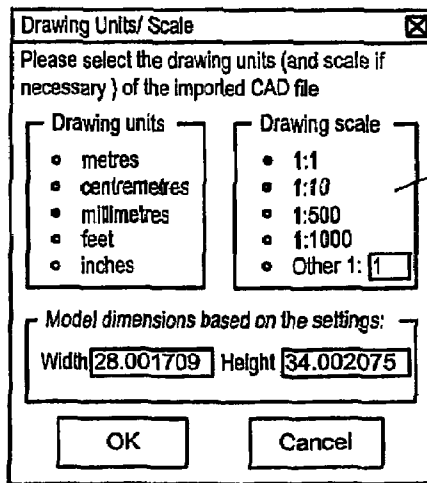 Drawing Units/ Scale
Please select the drawing units (and scale if
necessary ) of the imported CAD file
Drawing units
metres
centremetres
millimetres
feet
inches
Drawing scale
1:1
1:10
1:500
1:1000
Other 1: 1
Model dimensions based on the settings:
Width 28.001709 Height 34.002075
OK Cancel